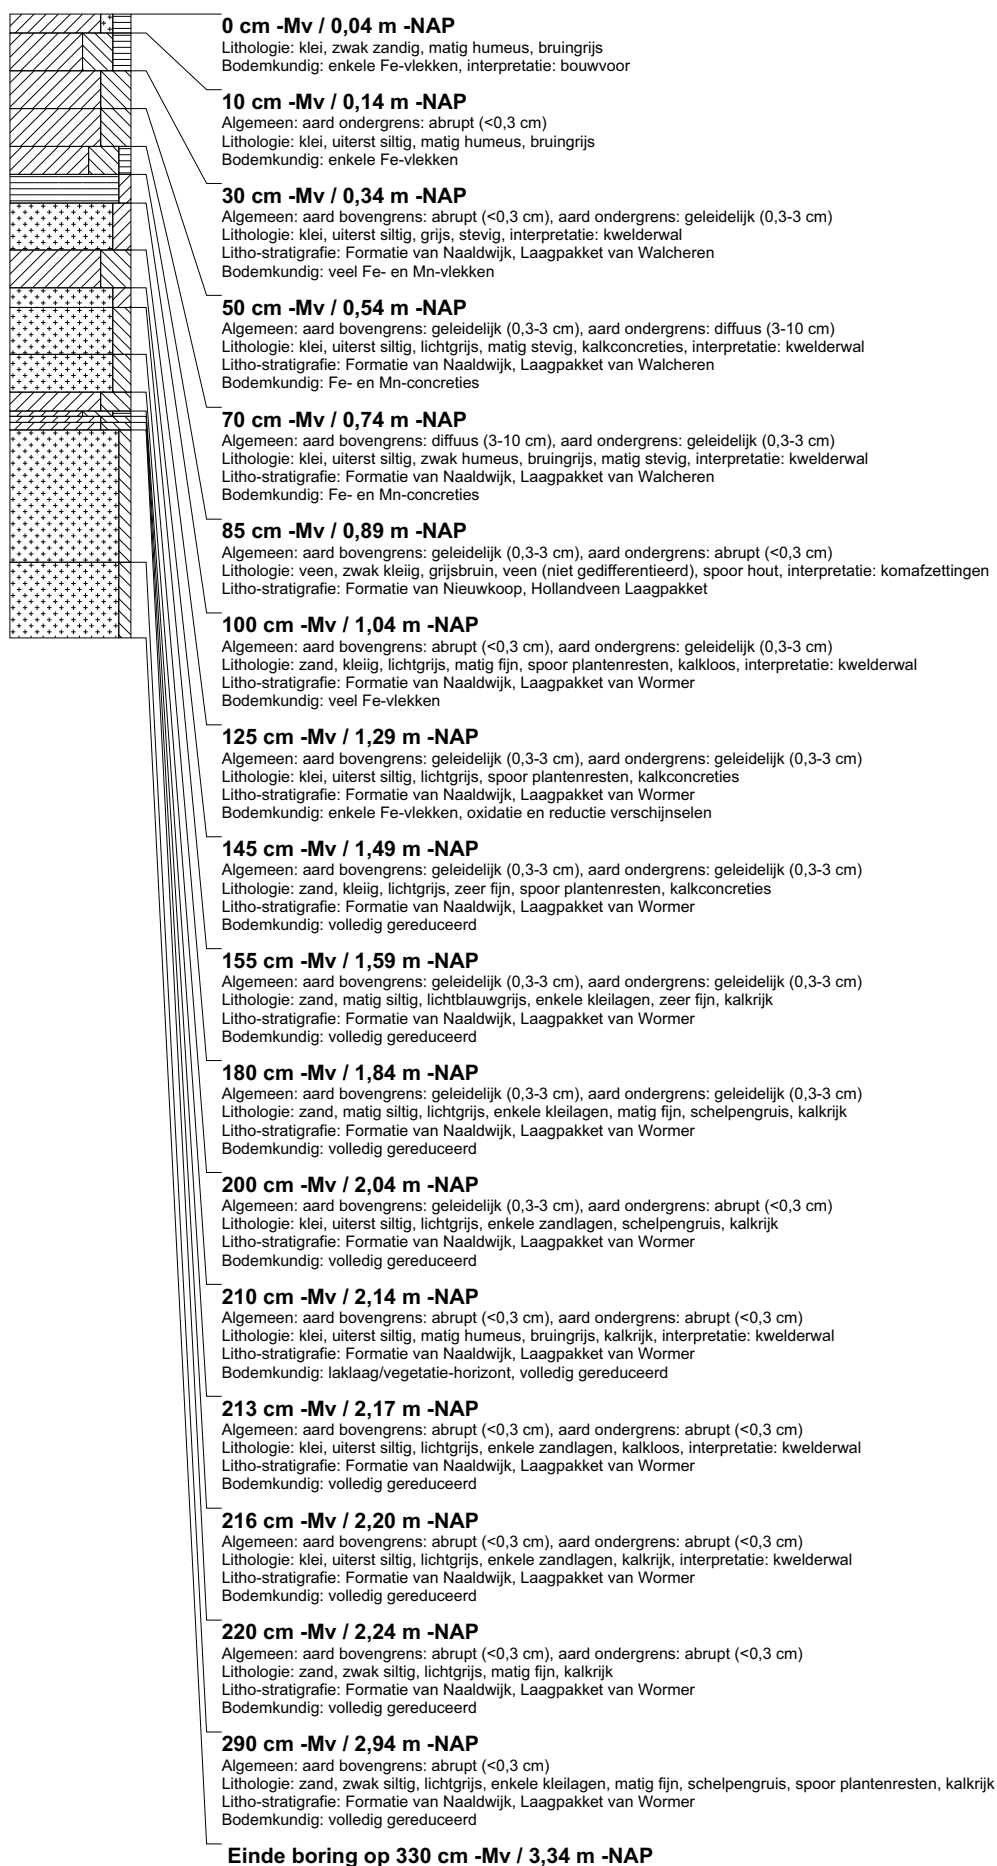 0 cm -Mv / 0,04 m -NAP
Lithologie: klei, zwak zandig, matig humeus, bruingrijs
Bodemkundig: enkele Fe-vlekken, interpretatie: bouwvoor
10 cm -Mv / 0,14 m -NAP
Algemeen: aard ondergrens: abrupt (<0,3 cm)
Lithologie: klei, uiterst siltig, matig humeus, bruingrijs
Bodemkundig: enkele Fe-vlekken
30 cm -Mv / 0,34 m -NAP
Algemeen: aard bovengrens: abrupt (<0,3 cm), aard ondergrens: geleidelijk (0,3-3 cm)
Lithologie: klei, uiterst siltig, grijs, stevig, interpretatie: kwelderwal
Litho-stratigrafie: Formatie van Naaldwijk, Laagpakket van Walcheren
Bodemkundig: veel Fe- en Mn-vlekken
50 cm -Mv / 0,54 m -NAP
Algemeen: aard bovengrens: geleidelijk (0,3-3 cm), aard ondergrens: diffuus (3-10 cm)
Lithologie: klei, uiterst siltig, lichtgrijs, matig stevig, kalkconcreties, interpretatie: kwelderwal
Litho-stratigrafie: Formatie van Naaldwijk, Laagpakket van Walcheren
Bodemkundig: Fe- en Mn-concreties
70 cm -Mv / 0,74 m -NAP
Algemeen: aard bovengrens: diffuus (3-10 cm), aard ondergrens: geleidelijk (0,3-3 cm)
Lithologie: klei, uiterst siltig, zwak humeus, bruingrijs, matig stevig, interpretatie: kwelderwal
Litho-stratigrafie: Formatie van Naaldwijk, Laagpakket van Walcheren
Bodemkundig: Fe- en Mn-concreties
85 cm -Mv / 0,89 m -NAP
Algemeen: aard bovengrens: geleidelijk (0,3-3 cm), aard ondergrens: abrupt (<0,3 cm)
Lithologie: veen, zwak kleiig, grijsbruin, veen (niet gedifferentieerd), spoor hout, interpretatie: komafzettingen
Litho-stratigrafie: Formatie van Nieuwkoop, Hollandveen Laagpakket
100 cm -Mv / 1,04 m -NAP
Algemeen: aard bovengrens: abrupt (<0,3 cm), aard ondergrens: geleidelijk (0,3-3 cm)
Lithologie: zand, kleiig, lichtgrijs, matig fijn, spoor plantenresten, kalkloos, interpretatie: kwelderwal
Litho-stratigrafie: Formatie van Naaldwijk, Laagpakket van Wormer
Bodemkundig: veel Fe-vlekken
125 cm -Mv / 1,29 m -NAP
Algemeen: aard bovengrens: geleidelijk (0,3-3 cm), aard ondergrens: geleidelijk (0,3-3 cm)
Lithologie: klei, uiterst siltig, lichtgrijs, spoor plantenresten, kalkconcreties
Litho-stratigrafie: Formatie van Naaldwijk, Laagpakket van Wormer
Bodemkundig: enkele Fe-vlekken, oxidatie en reductie verschijnselen
145 cm -Mv / 1,49 m -NAP
Algemeen: aard bovengrens: geleidelijk (0,3-3 cm), aard ondergrens: geleidelijk (0,3-3 cm)
Lithologie: zand, kleiig, lichtgrijs, zeer fijn, spoor plantenresten, kalkconcreties
Litho-stratigrafie: Formatie van Naaldwijk, Laagpakket van Wormer
Bodemkundig: volledig gereduceerd
155 cm -Mv / 1,59 m -NAP
Algemeen: aard bovengrens: geleidelijk (0,3-3 cm), aard ondergrens: geleidelijk (0,3-3 cm)
Lithologie: zand, matig siltig, lichtblauwgrijs, enkele kleilagen, zeer fijn, kalkrijk
Litho-stratigrafie: Formatie van Naaldwijk, Laagpakket van Wormer
Bodemkundig: volledig gereduceerd
180 cm -Mv / 1,84 m -NAP
Algemeen: aard bovengrens: geleidelijk (0,3-3 cm), aard ondergrens: geleidelijk (0,3-3 cm)
Lithologie: zand, matig siltig, lichtgrijs, enkele kleilagen, matig fijn, schelpengruis, kalkrijk
Litho-stratigrafie: Formatie van Naaldwijk, Laagpakket van Wormer
Bodemkundig: volledig gereduceerd
200 cm -Mv / 2,04 m -NAP
Algemeen: aard bovengrens: geleidelijk (0,3-3 cm), aard ondergrens: abrupt (<0,3 cm)
Lithologie: klei, uiterst siltig, lichtgrijs, enkele zandlagen, schelpengruis, kalkrijk
Litho-stratigrafie: Formatie van Naaldwijk, Laagpakket van Wormer
Bodemkundig: volledig gereduceerd
210 cm -Mv / 2,14 m -NAP
Algemeen: aard bovengrens: abrupt (<0,3 cm), aard ondergrens: abrupt (<0,3 cm)
Lithologie: klei, uiterst siltig, matig humeus, bruingrijs, kalkrijk, interpretatie: kwelderwal
Litho-stratigrafie: Formatie van Naaldwijk, Laagpakket van Wormer
Bodemkundig: laklaag/vegetatie-horizont, volledig gereduceerd
213 cm -Mv / 2,17 m -NAP
Algemeen: aard bovengrens: abrupt (<0,3 cm), aard ondergrens: abrupt (<0,3 cm)
Lithologie: klei, uiterst siltig, lichtgrijs, enkele zandlagen, kalkloos, interpretatie: kwelderwal
Litho-stratigrafie: Formatie van Naaldwijk, Laagpakket van Wormer
Bodemkundig: volledig gereduceerd
216 cm -Mv / 2,20 m -NAP
Algemeen: aard bovengrens: abrupt (<0,3 cm), aard ondergrens: abrupt (<0,3 cm)
Lithologie: klei, uiterst siltig, lichtgrijs, enkele zandlagen, kalkrijk, interpretatie: kwelderwal
Litho-stratigrafie: Formatie van Naaldwijk, Laagpakket van Wormer
Bodemkundig: volledig gereduceerd
220 cm -Mv / 2,24 m -NAP
Algemeen: aard bovengrens: abrupt (<0,3 cm), aard ondergrens: abrupt (<0,3 cm)
Lithologie: zand, zwak siltig, lichtgrijs, matig fijn, kalkrijk
Litho-stratigrafie: Formatie van Naaldwijk, Laagpakket van Wormer
Bodemkundig: volledig gereduceerd
290 cm -Mv / 2,94 m -NAP
Algemeen: aard bovengrens: abrupt (<0,3 cm)
Lithologie: zand, zwak siltig, lichtgrijs, enkele kleilagen, matig fijn, schelpengruis, spoor plantenresten, kalkrijk
Litho-stratigrafie: Formatie van Naaldwijk, Laagpakket van Wormer
Bodemkundig: volledig gereduceerd
Einde boring op 330 cm -Mv / 3,34 m -NAP